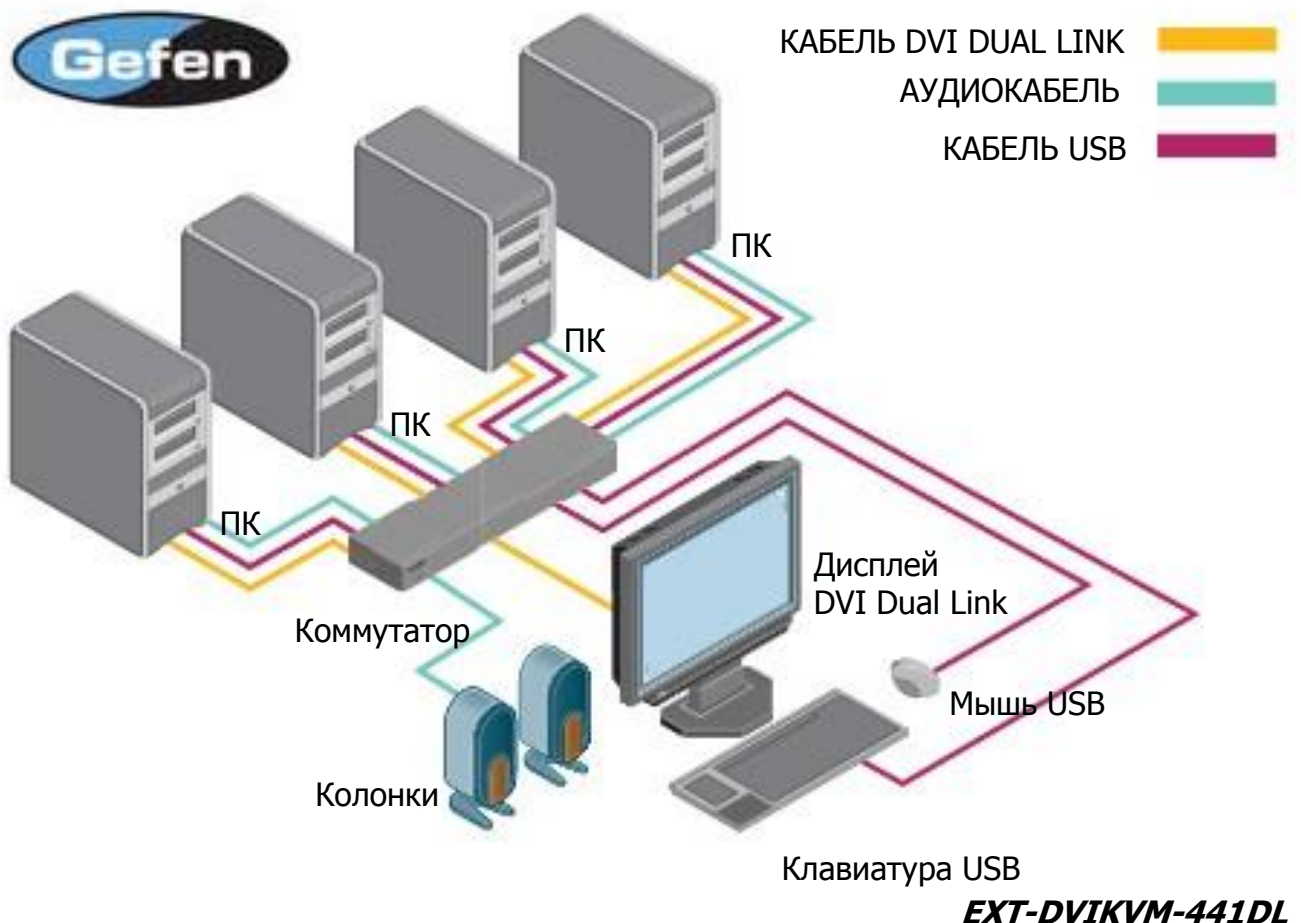 Gefen
КАБЕЛЬ DVI DUAL LINK
АУДИОКАБЕЛЬ
КАБЕЛЬ USB
ПК
ПК
ПК
ПК
Дисплей
DVI Dual Link
Коммутатор
Мышь USB
Колонки
Клавиатура USB
EXT-DVIKVM-441DL